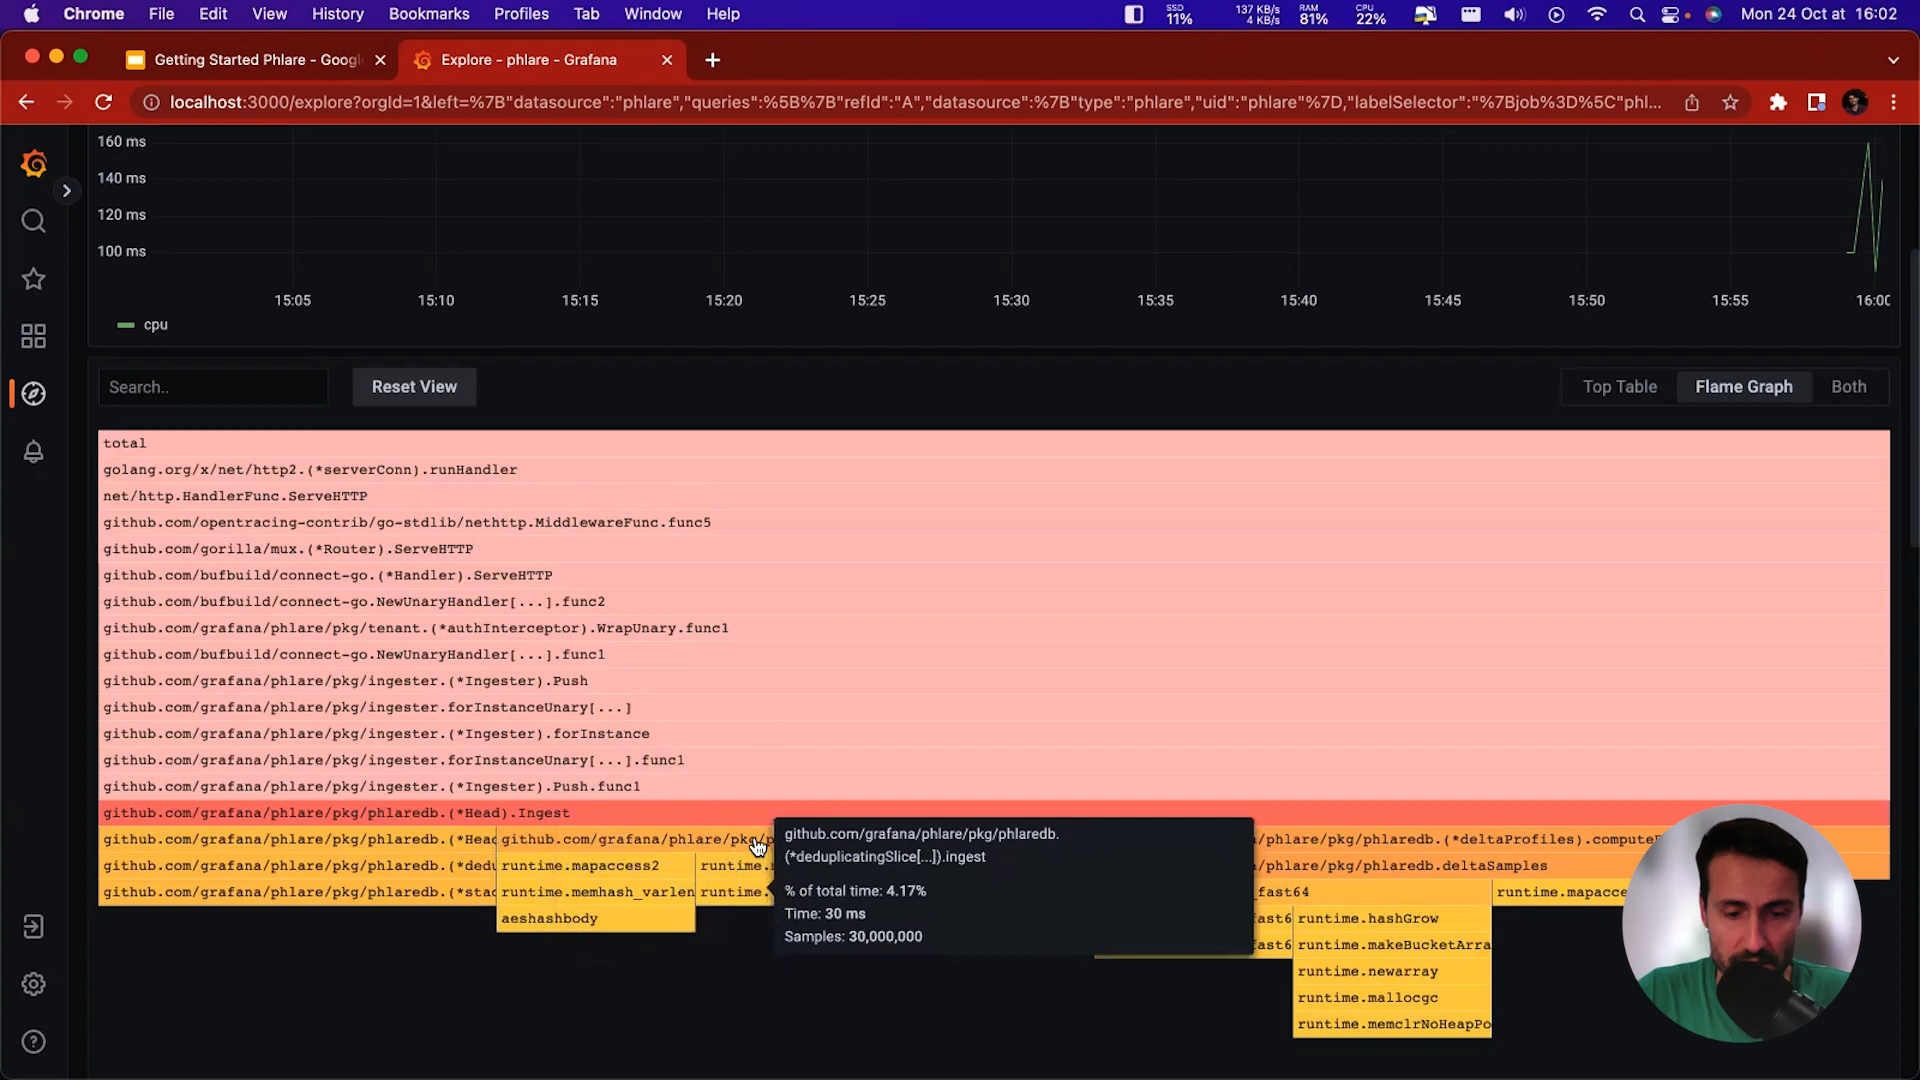 Chrome File Edit View History Bookmarks Profiles Tab Window Help SSD 11% 137 KB/s 4 KB/s RAM 81% CPU 22% Mon 24 Oct at 16:02
Getting Started Phlare - Googl Explore - phlare - Grafana
localhost:3000/explore?orgId=1&left=%7B"datasource":"phlare","queries":%5B%7B"refId":"A","datasource":%7B"type":"phlare","uid":"phlare"%7D,"labelSelector":"%7Bjob%3D%5C"phl...
160 ms
140 ms
120 ms
100 ms
15:05 15:10 15:15 15:20 15:25 15:30 15:35 15:40 15:45 15:50 15:55 16:00
cpu
Search.. Reset View Top Table Flame Graph Both
total
golang.org/x/net/http2.(*serverConn).runHandler
net/http.HandlerFunc.ServeHTTP
github.com/opentracing-contrib/go-stdlib/nethttp.MiddlewareFunc.func5
github.com/gorilla/mux.(*Router).ServeHTTP
github.com/bufbuild/connect-go.(*Handler).ServeHTTP
github.com/bufbuild/connect-go.NewUnaryHandler[...].func2
github.com/grafana/phlare/pkg/tenant.(*authInterceptor).WrapUnary.func1
github.com/bufbuild/connect-go.NewUnaryHandler[...].func1
github.com/grafana/phlare/pkg/ingester.(*Ingester).Push
github.com/grafana/phlare/pkg/ingester.forInstanceUnary[...]
github.com/grafana/phlare/pkg/ingester.(*Ingester).forInstance
github.com/grafana/phlare/pkg/ingester.forInstanceUnary[...].func1
github.com/grafana/phlare/pkg/ingester.(*Ingester).Push.func1
github.com/grafana/phlare/pkg/phlaredb.(*Head).Ingest
github.com/grafana/phlare/pkg/phlaredb.(*Head github.com/grafana/phlare/pkg/p /phlare/pkg/phlaredb.(*deltaProfiles).compute
github.com/grafana/phlare/pkg/phlaredb.(*dedu runtime.mapaccess2 runtime. /phlare/pkg/phlaredb.deltaSamples
github.com/grafana/phlare/pkg/phlaredb.(*stac runtime.memhash_varlen runtime. fast64 runtime.mapacce
aeshashbody fast6 runtime.hashGrow
fast6 runtime.makeBucketArra
runtime.newarray
runtime.mallocgc
runtime.memclrNoHeapPo
github.com/grafana/phlare/pkg/phlaredb.
(*deduplicatingSlice[...]).ingest
% of total time: 4.17%
Time: 30 ms
Samples: 30,000,000